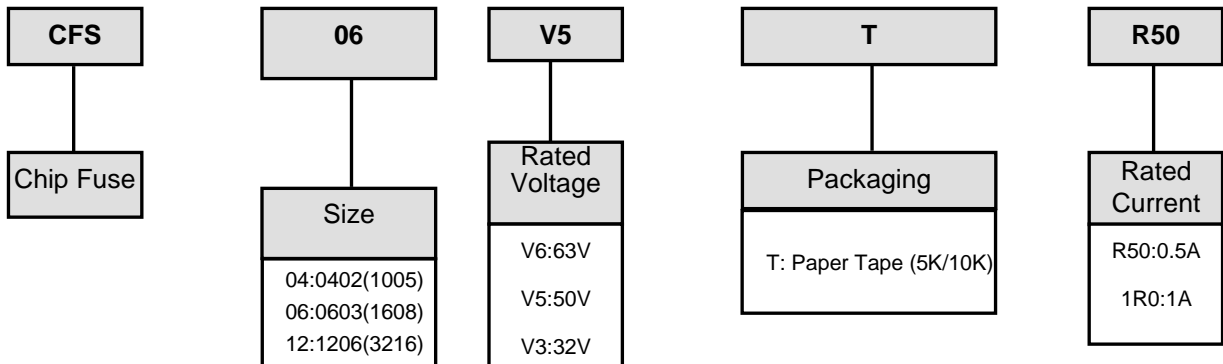 CFS
06
V5
T
R50
Chip Fuse
Size
04:0402(1005)
06:0603(1608)
12:1206(3216)
Rated
Voltage
V6:63V
V5:50V
V3:32V
Packaging
T: Paper Tape (5K/10K)
Rated
Current
R50:0.5A
1R0:1A